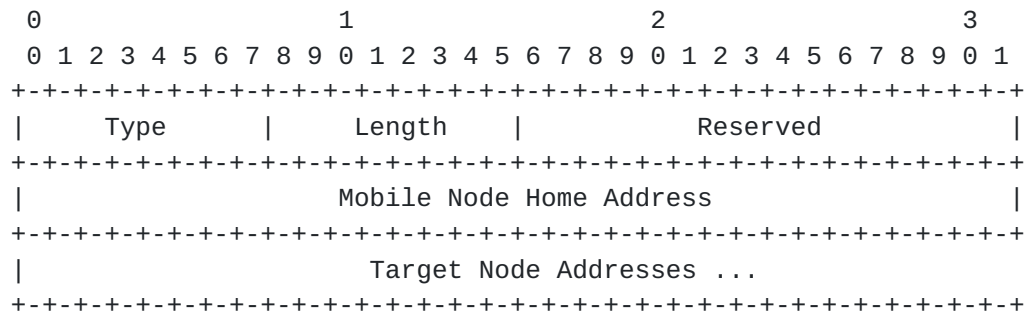 0                   1                   2                   3
 0 1 2 3 4 5 6 7 8 9 0 1 2 3 4 5 6 7 8 9 0 1 2 3 4 5 6 7 8 9 0 1
+-+-+-+-+-+-+-+-+-+-+-+-+-+-+-+-+-+-+-+-+-+-+-+-+-+-+-+-+-+-+-+-+
|     Type      |     Length    |           Reserved            |
+-+-+-+-+-+-+-+-+-+-+-+-+-+-+-+-+-+-+-+-+-+-+-+-+-+-+-+-+-+-+-+-+
|                    Mobile Node Home Address                   |
+-+-+-+-+-+-+-+-+-+-+-+-+-+-+-+-+-+-+-+-+-+-+-+-+-+-+-+-+-+-+-+-+
|                      Target Node Addresses ...
+-+-+-+-+-+-+-+-+-+-+-+-+-+-+-+-+-+-+-+-+-+-+-+-+-+-+-+-+-+-+-+-+